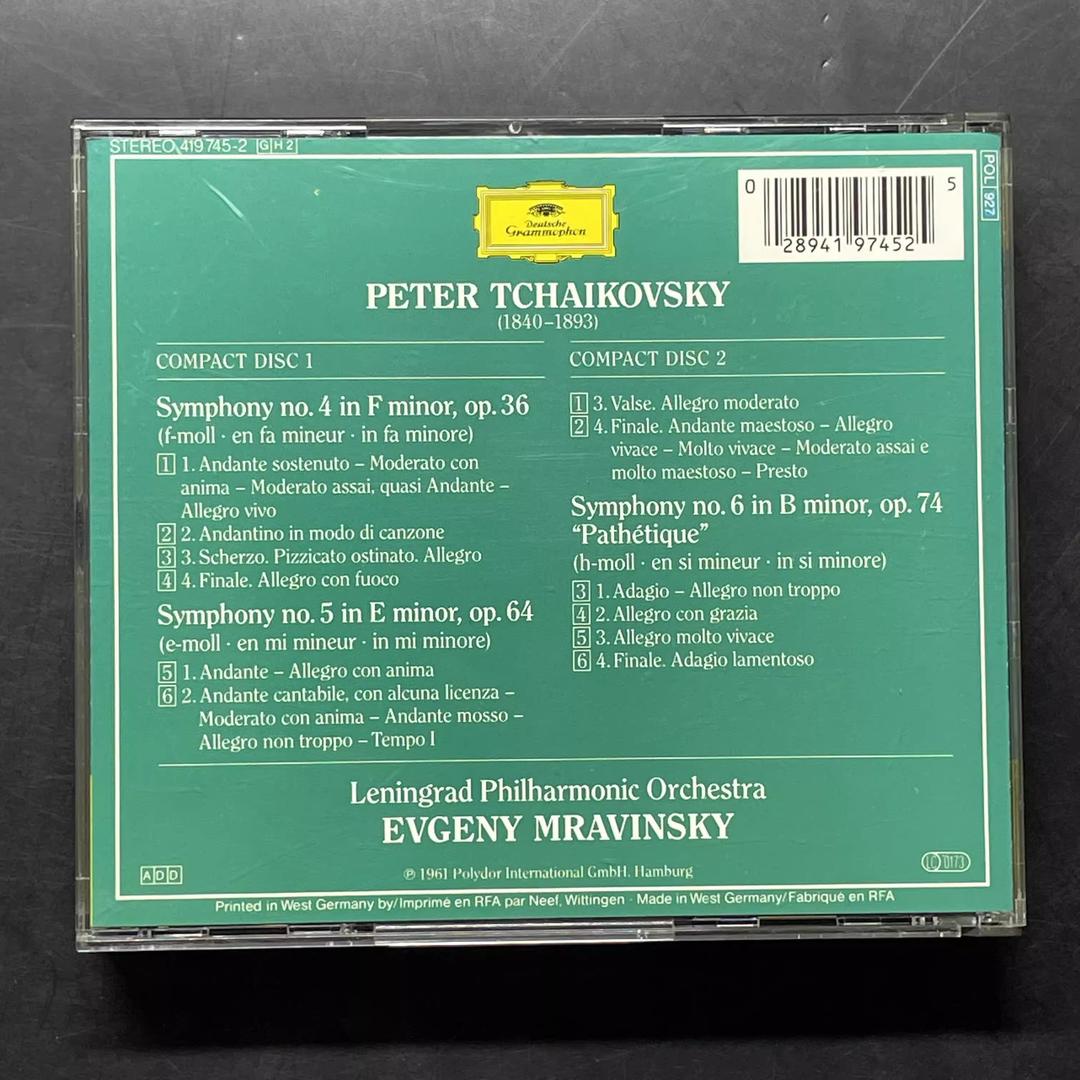 STEREO 419 745-2 GH2
POL 927
0 28941 97452 5
Deutsche
Grammophon
PETER TCHAIKOVSKY
(1840–1893)
COMPACT DISC 1
Symphony no. 4 in F minor, op. 36
(f-moll · en fa mineur · in fa minore)
1 1. Andante sostenuto – Moderato con
anima – Moderato assai, quasi Andante –
Allegro vivo
2 2. Andantino in modo di canzone
3 3. Scherzo. Pizzicato ostinato. Allegro
4 4. Finale. Allegro con fuoco
Symphony no. 5 in E minor, op. 64
(e-moll · en mi mineur · in mi minore)
5 1. Andante – Allegro con anima
6 2. Andante cantabile, con alcuna licenza –
Moderato con anima – Andante mosso –
Allegro non troppo – Tempo I
COMPACT DISC 2
1 3. Valse. Allegro moderato
2 4. Finale. Andante maestoso – Allegro
vivace – Molto vivace – Moderato assai e
molto maestoso – Presto
Symphony no. 6 in B minor, op. 74
“Pathétique”
(h-moll · en si mineur · in si minore)
3 1. Adagio – Allegro non troppo
4 2. Allegro con grazia
5 3. Allegro molto vivace
6 4. Finale. Adagio lamentoso
Leningrad Philharmonic Orchestra
EVGENY MRAVINSKY
ADD
℗ 1961 Polydor International GmbH, Hamburg
LC 0173
Printed in West Germany by/Imprimé en RFA par Neef, Wittingen · Made in West Germany/Fabriqué en RFA